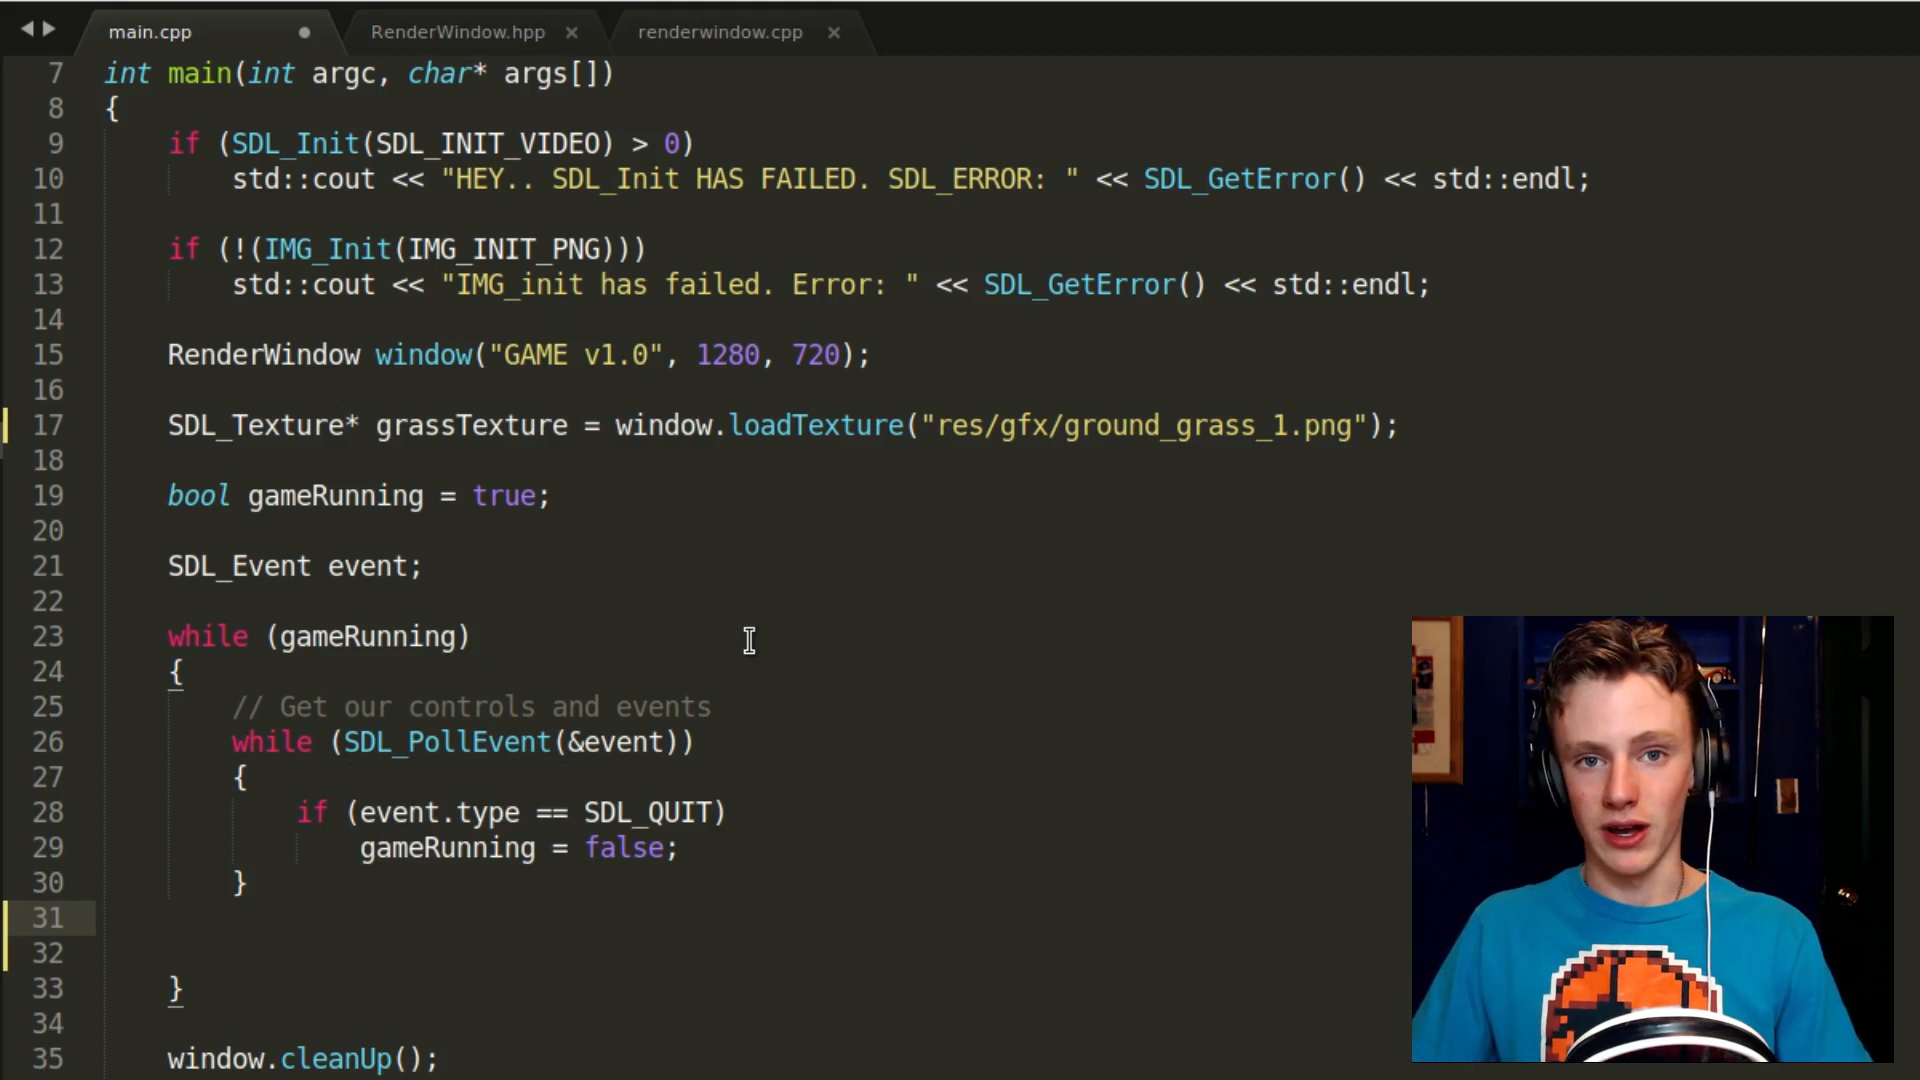 main.cpp RenderWindow.hpp renderwindow.cpp
7 int main(int argc, char* args[])
8 {
9 if (SDL_Init(SDL_INIT_VIDEO) > 0)
10 std::cout << "HEY.. SDL_Init HAS FAILED. SDL_ERROR: " << SDL_GetError() << std::endl;
11
12 if (!(IMG_Init(IMG_INIT_PNG)))
13 std::cout << "IMG_init has failed. Error: " << SDL_GetError() << std::endl;
14
15 RenderWindow window("GAME v1.0", 1280, 720);
16
17 SDL_Texture* grassTexture = window.loadTexture("res/gfx/ground_grass_1.png");
18
19 bool gameRunning = true;
20
21 SDL_Event event;
22
23 while (gameRunning)
24 {
25 // Get our controls and events
26 while (SDL_PollEvent(&event))
27 {
28 if (event.type == SDL_QUIT)
29 gameRunning = false;
30 }
31
32
33 }
34
35 window.cleanUp();